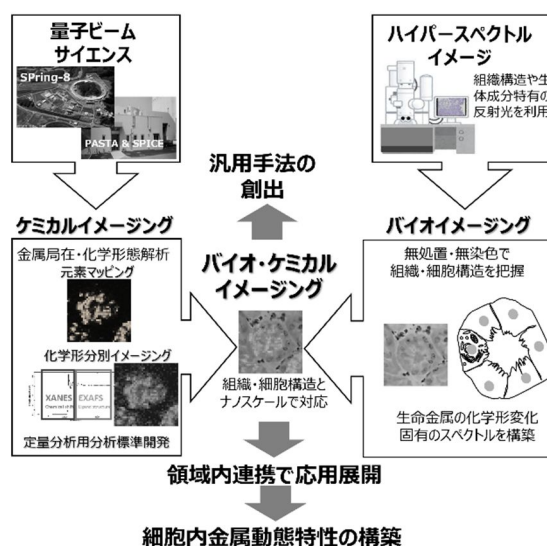 量子ビーム
サイエンス
SPring-8
PASTA & SPICE
ハイパースペクトル
イメージ
組織構造や生
体成分特有の
反射光を利用
汎用手法の
創出
ケミカルイメージング
金属局在・化学形態解析
元素マッピング
化学形分別イメージング
XANES EXAFS
定量分析用分析標準開発
バイオ・ケミカル
イメージング
組織・細胞構造と
ナノスケールで対応
バイオイメージング
無処置・無染色で
組織・細胞構造を把握
生命金属の化学形変化
固有のスペクトルを構築
領域内連携で応用展開
細胞内金属動態特性の構築